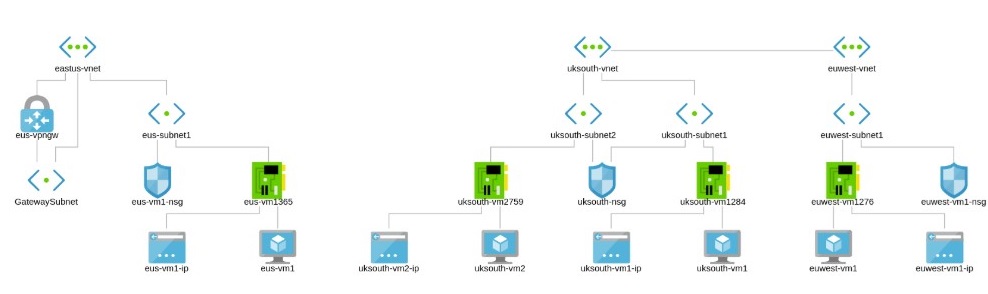 eastus-vnet
uksouth-vnet
euwest-vnet
eus-vpngw
eus-subnet1
uksouth-subnet2
uksouth-subnet1
euwest-subnet1
GatewaySubnet
eus-vm1-nsg
eus-vm1365
uksouth-vm2759
uksouth-nsg
uksouth-vm1284
euwest-vm1276
euwest-vm1-nsg
eus-vm1-ip
eus-vm1
uksouth-vm2-ip
uksouth-vm2
uksouth-vm1-ip
uksouth-vm1
euwest-vm1
euwest-vm1-ip